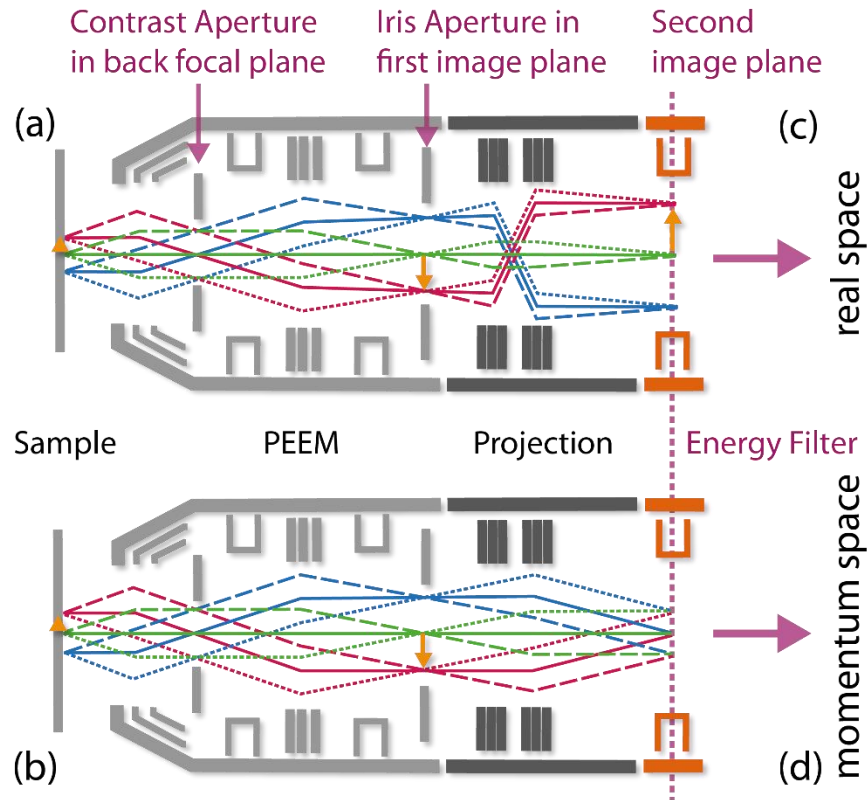 Contrast Aperture
in back focal plane
Iris Aperture in
first image plane
Second
image plane
(a)
(c)
real space
Sample
PEEM
Projection
Energy Filter
momentum space
(b)
(d)